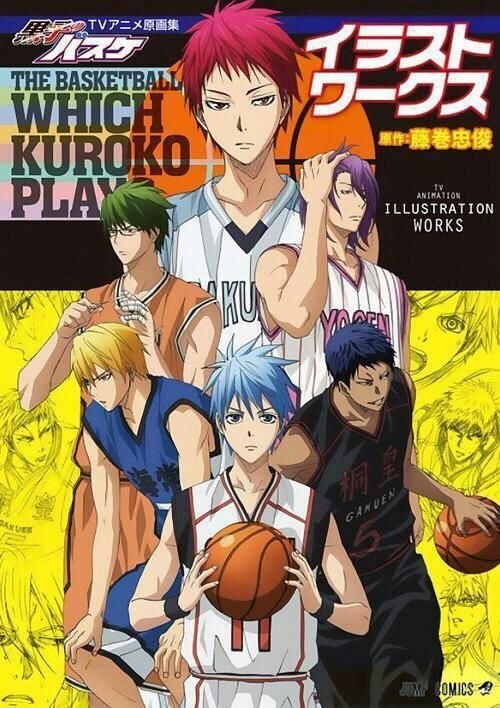 黒子のバスケ TVアニメ原画集
イラスト
ワークス
原作:藤巻忠俊
THE BASKETBALL
WHICH
KUROKO
PLAY
TV
ANIMATION
ILLUSTRATION
WORKS
AKU
YOSEN
桐皇
GAKUEN
5
11
JUMP COMICS